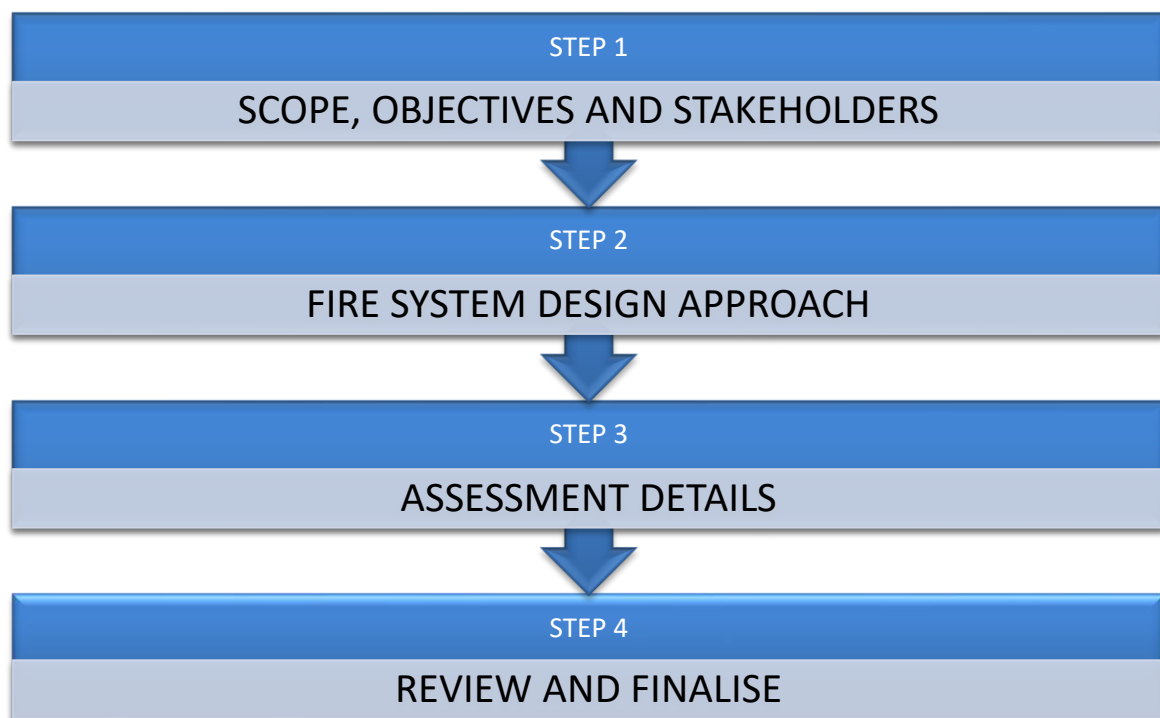 STEP 1
SCOPE, OBJECTIVES AND STAKEHOLDERS
STEP 2
FIRE SYSTEM DESIGN APPROACH
STEP 3
ASSESSMENT DETAILS
STEP 4
REVIEW AND FINALISE